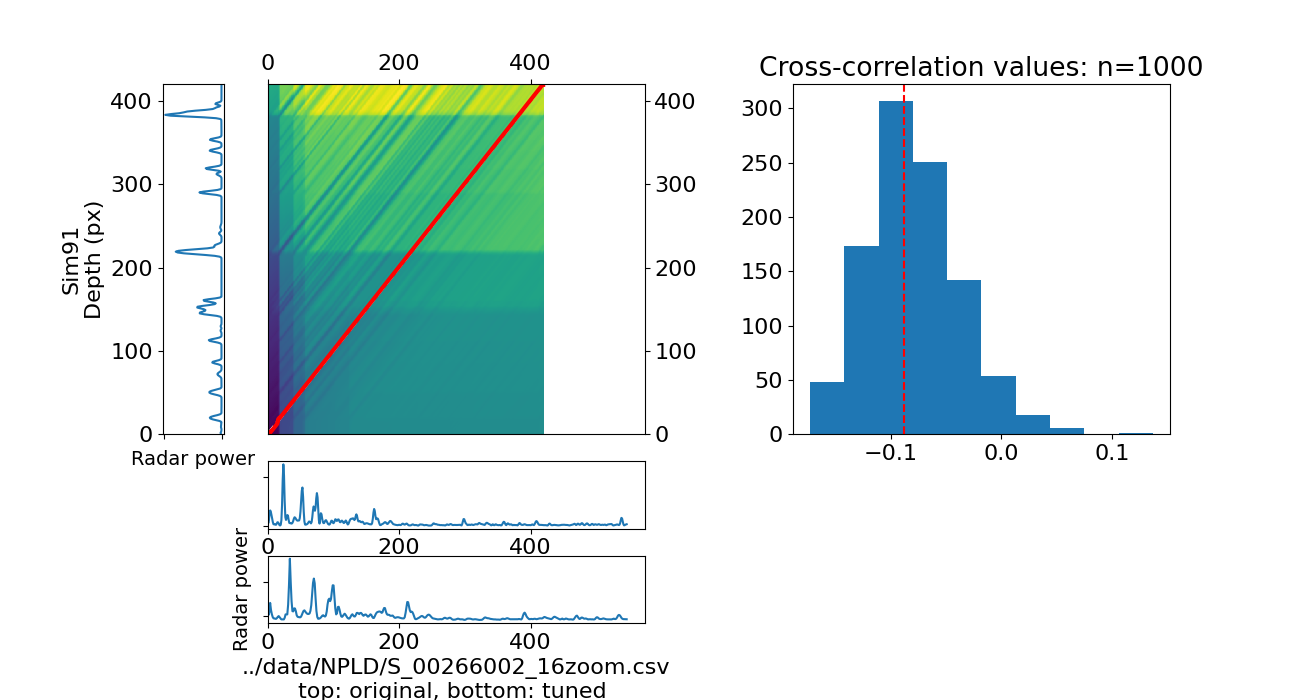 0 200 400
Cross-correlation values: n=1000
400
300
200
100
0
Sim91
Depth (px)
Radar power
400
300
200
100
0
300
250
200
150
100
50
0
−0.1 0.0 0.1
0 200 400
Radar power
0 200 400
../data/NPLD/S_00266002_16zoom.csv
top: original, bottom: tuned